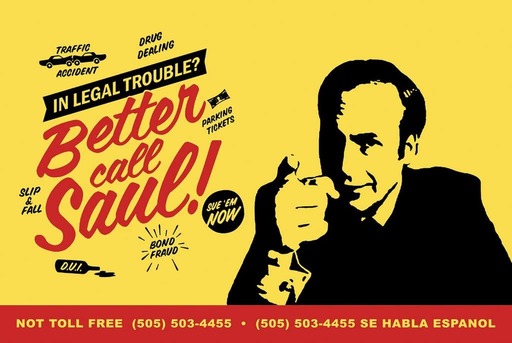 TRAFFIC
ACCIDENT
DRUG
DEALING
IN LEGAL TROUBLE?
Better
call
Saul!
PARKING
TICKETS
SLIP
&
FALL
SUE 'EM
NOW
BOND
FRAUD
D.U.I.
NOT TOLL FREE (505) 503-4455 • (505) 503-4455 SE HABLA ESPANOL